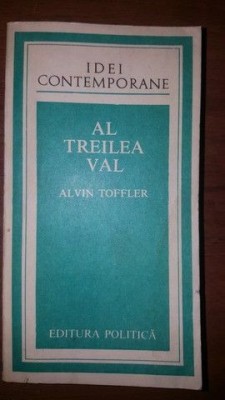 IDEI
CONTEMPORANE
AL
TREILEA
VAL
ALVIN TOFFLER
EDITURA POLITICĂ